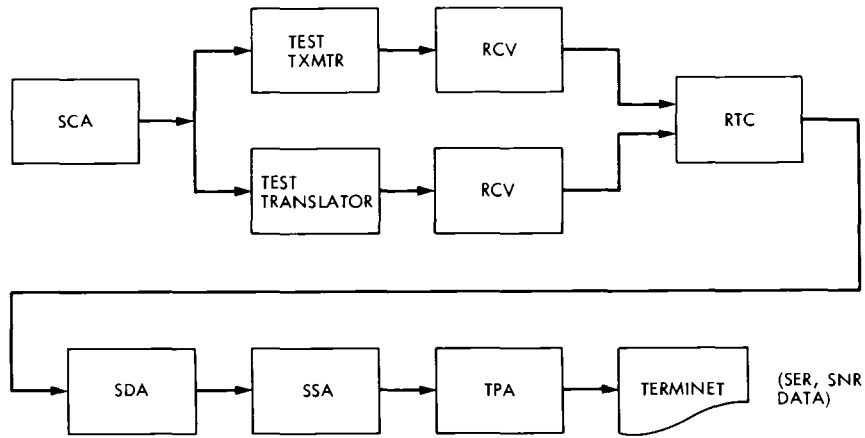 SCA
TEST
TXMTR
RCV
TEST
TRANSLATOR
RCV
RTC
SDA
SSA
TPA
TERMINET
(SER, SNR
DATA)